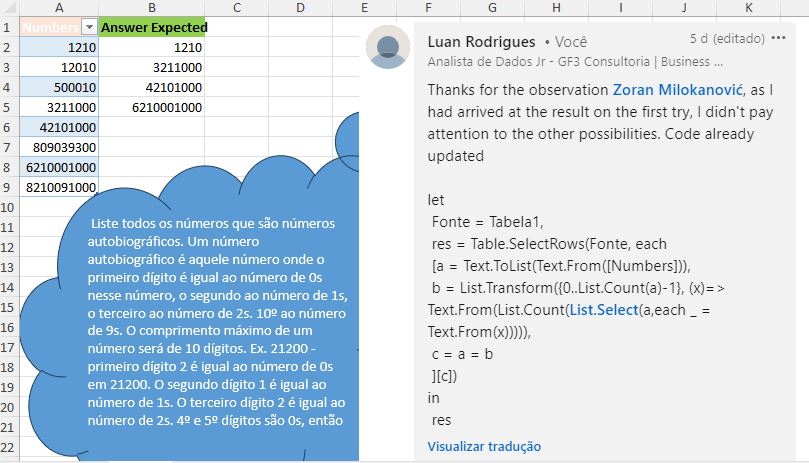 A B C D E F G H I J K
1 Numbers Answer Expected
2 1210 1210
3 12010 3211000
4 500010 42101000
5 3211000 6210001000
6 42101000
7 809039300
8 6210001000
9 8210091000
10
11
12
13
14
15
16
17
18
19
20
21
22
Liste todos os números que são números
autobiográficos. Um número
autobiográfico é aquele número onde o
primeiro dígito é igual ao número de 0s
nesse número, o segundo ao número de 1s,
o terceiro ao número de 2s. 10º ao número
de 9s. O comprimento máximo de um
número será de 10 dígitos. Ex. 21200 -
primeiro dígito 2 é igual ao número de 0s
em 21200. O segundo dígito 1 é igual ao
número de 1s. O terceiro dígito 2 é igual ao
número de 2s. 4º e 5º dígitos são 0s, então
Luan Rodrigues • Você 5 d (editado) •••
Analista de Dados Jr - GF3 Consultoria | Business ...
Thanks for the observation Zoran Milokanović, as I
had arrived at the result on the first try, I didn't pay
attention to the other possibilities. Code already
updated
let
Fonte = Tabela1,
res = Table.SelectRows(Fonte, each
[a = Text.ToList(Text.From([Numbers])),
b = List.Transform({0..List.Count(a)-1}, (x)=>
Text.From(List.Count(List.Select(a,each _ =
Text.From(x))))),
c = a = b
][c])
in
res
Visualizar tradução